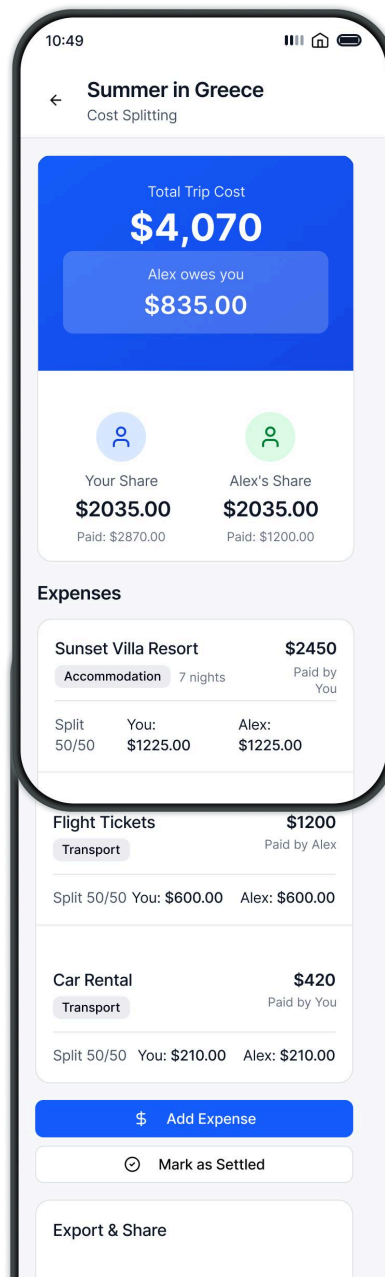 10:49
Summer in Greece
Cost Splitting
Total Trip Cost
$4,070
Alex owes you
$835.00
Your Share
$2035.00
Paid: $2870.00
Alex's Share
$2035.00
Paid: $1200.00
Expenses
Sunset Villa Resort $2450
Accommodation 7 nights Paid by
You
Split You: Alex:
50/50 $1225.00 $1225.00
Flight Tickets $1200
Transport Paid by Alex
Split 50/50 You: $600.00 Alex: $600.00
Car Rental $420
Transport Paid by You
Split 50/50 You: $210.00 Alex: $210.00
$ Add Expense
Mark as Settled
Export & Share